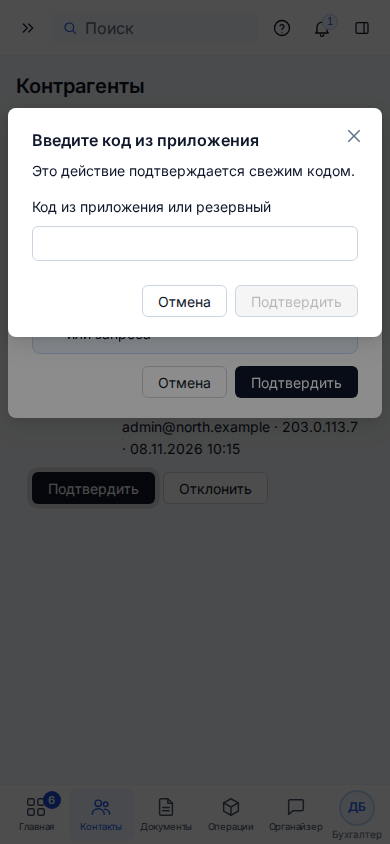 Поиск
1
Контрагенты
Введите код из приложения
Это действие подтверждается свежим кодом.
Код из приложения или резервный
Отмена
Подтвердить
или запроса
Отмена
Подтвердить
admin@north.example · 203.0.113.7
· 08.11.2026 10:15
Подтвердить
Отклонить
6
ДБ
Главная
Контакты
Документы
Операции
Органайзер
Бухгалтер